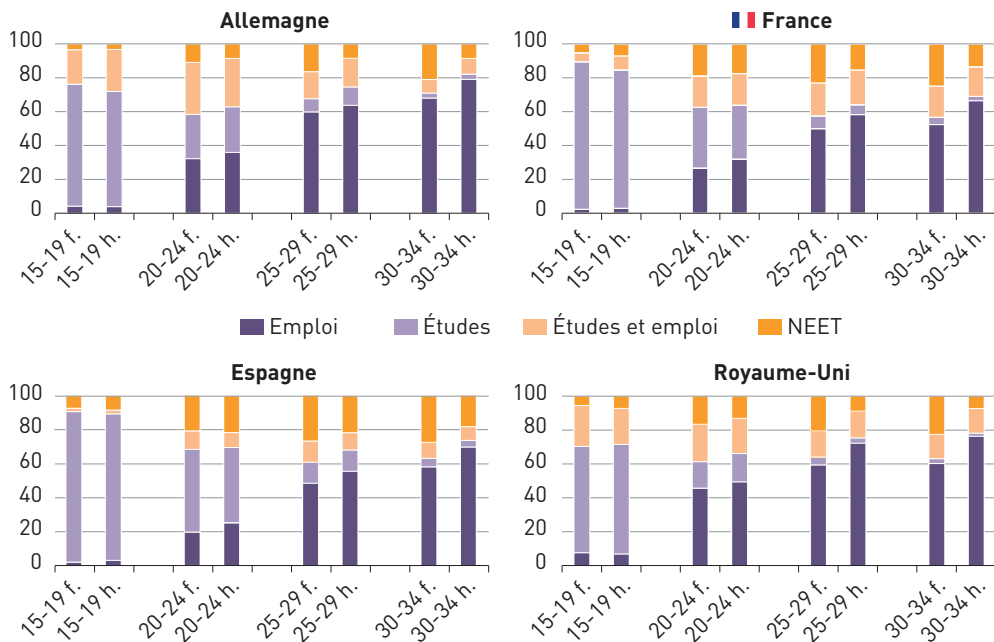 Allemagne
100
80
60
40
20
0
15-19 f.
15-19 h.
20-24 f.
20-24 h.
25-29 f.
25-29 h.
30-34 f.
30-34 h.
France
100
80
60
40
20
0
15-19 f.
15-19 h.
20-24 f.
20-24 h.
25-29 f.
25-29 h.
30-34 f.
30-34 h.
Emploi Études Études et emploi NEET
Espagne
100
80
60
40
20
0
15-19 f.
15-19 h.
20-24 f.
20-24 h.
25-29 f.
25-29 h.
30-34 f.
30-34 h.
Royaume-Uni
100
80
60
40
20
0
15-19 f.
15-19 h.
20-24 f.
20-24 h.
25-29 f.
25-29 h.
30-34 f.
30-34 h.